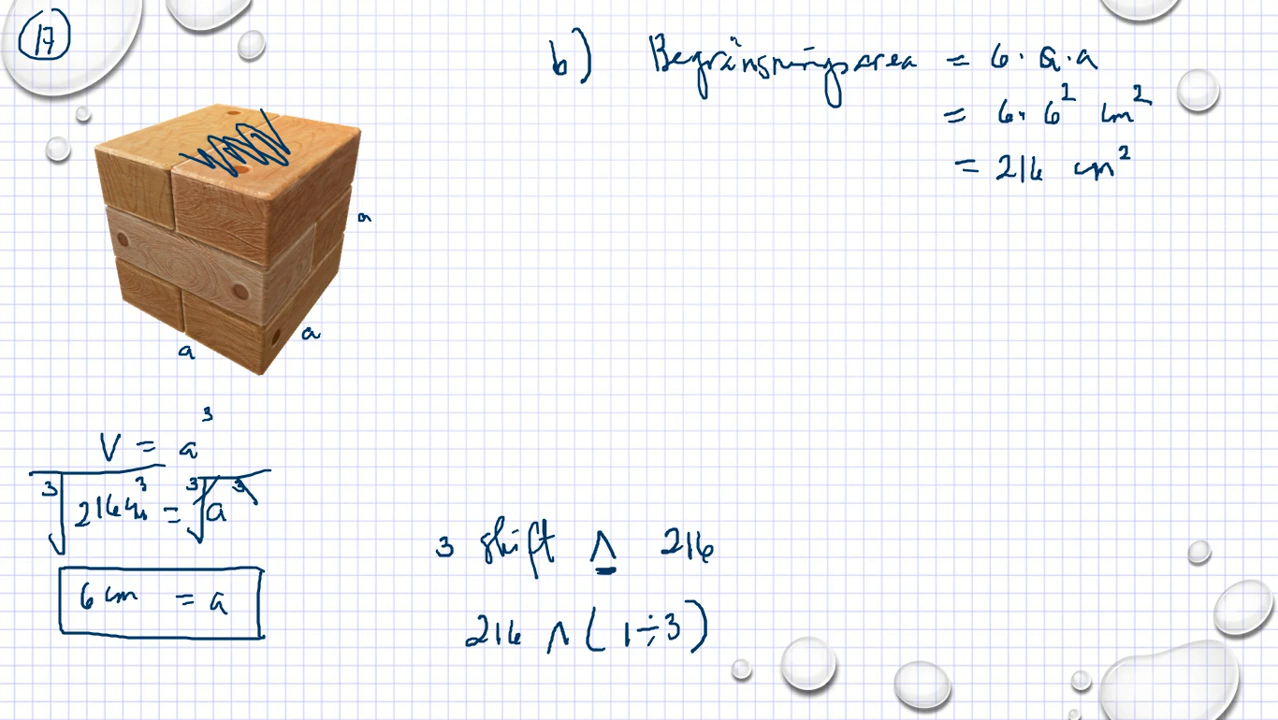 17
a
a
a
V = a³
∛216 cm³ = ∛a³
6 cm = a
b) Begränsningsarea = 6 · a · a
= 6 · 6² cm²
= 216 cm²
3 shift ∧ 216
216 ∧ (1 ÷ 3)